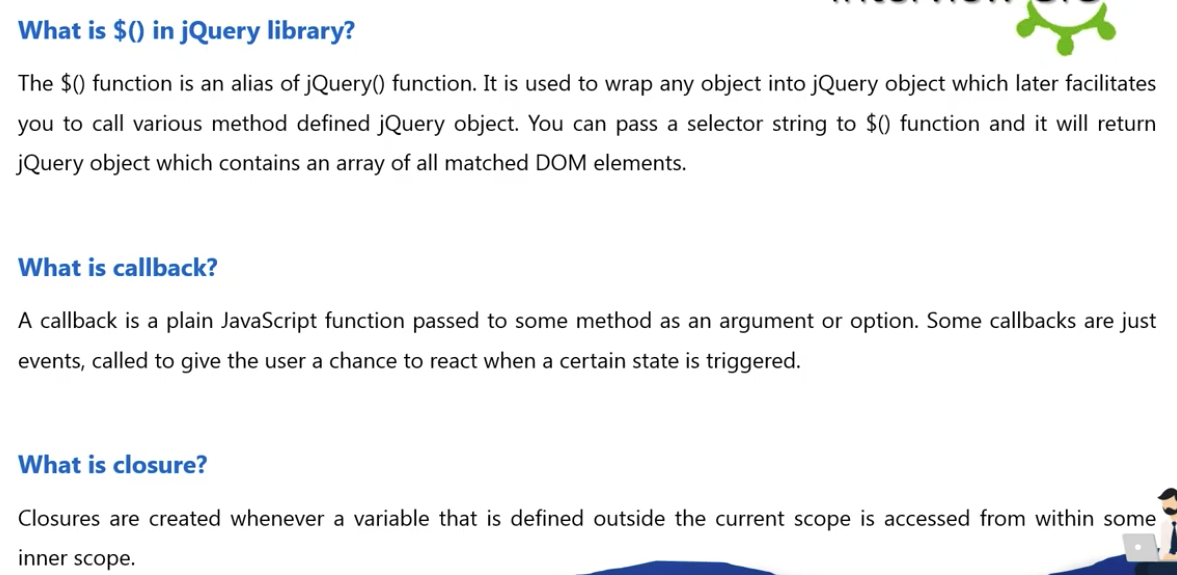 What is $() in jQuery library?
The $() function is an alias of jQuery() function. It is used to wrap any object into jQuery object which later facilitates
you to call various method defined jQuery object. You can pass a selector string to $() function and it will return
jQuery object which contains an array of all matched DOM elements.
What is callback?
A callback is a plain JavaScript function passed to some method as an argument or option. Some callbacks are just
events, called to give the user a chance to react when a certain state is triggered.
What is closure?
Closures are created whenever a variable that is defined outside the current scope is accessed from within some
inner scope.